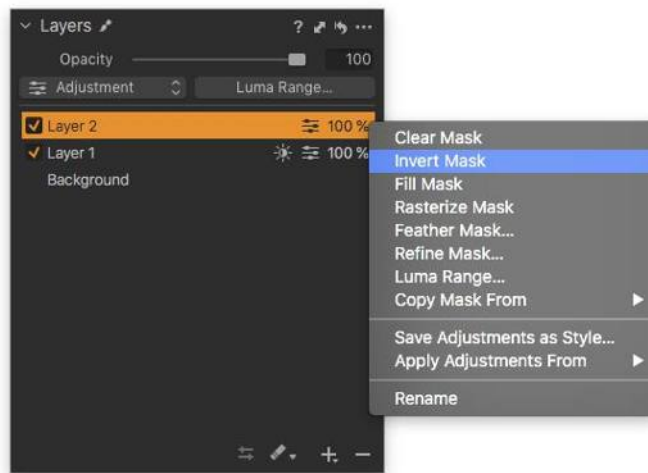 Layers
?
Opacity
100
Adjustment
Luma Range...
Layer 2
100 %
Layer 1
100 %
Background
Clear Mask
Invert Mask
Fill Mask
Rasterize Mask
Feather Mask...
Refine Mask...
Luma Range...
Copy Mask From
Save Adjustments as Style...
Apply Adjustments From
Rename